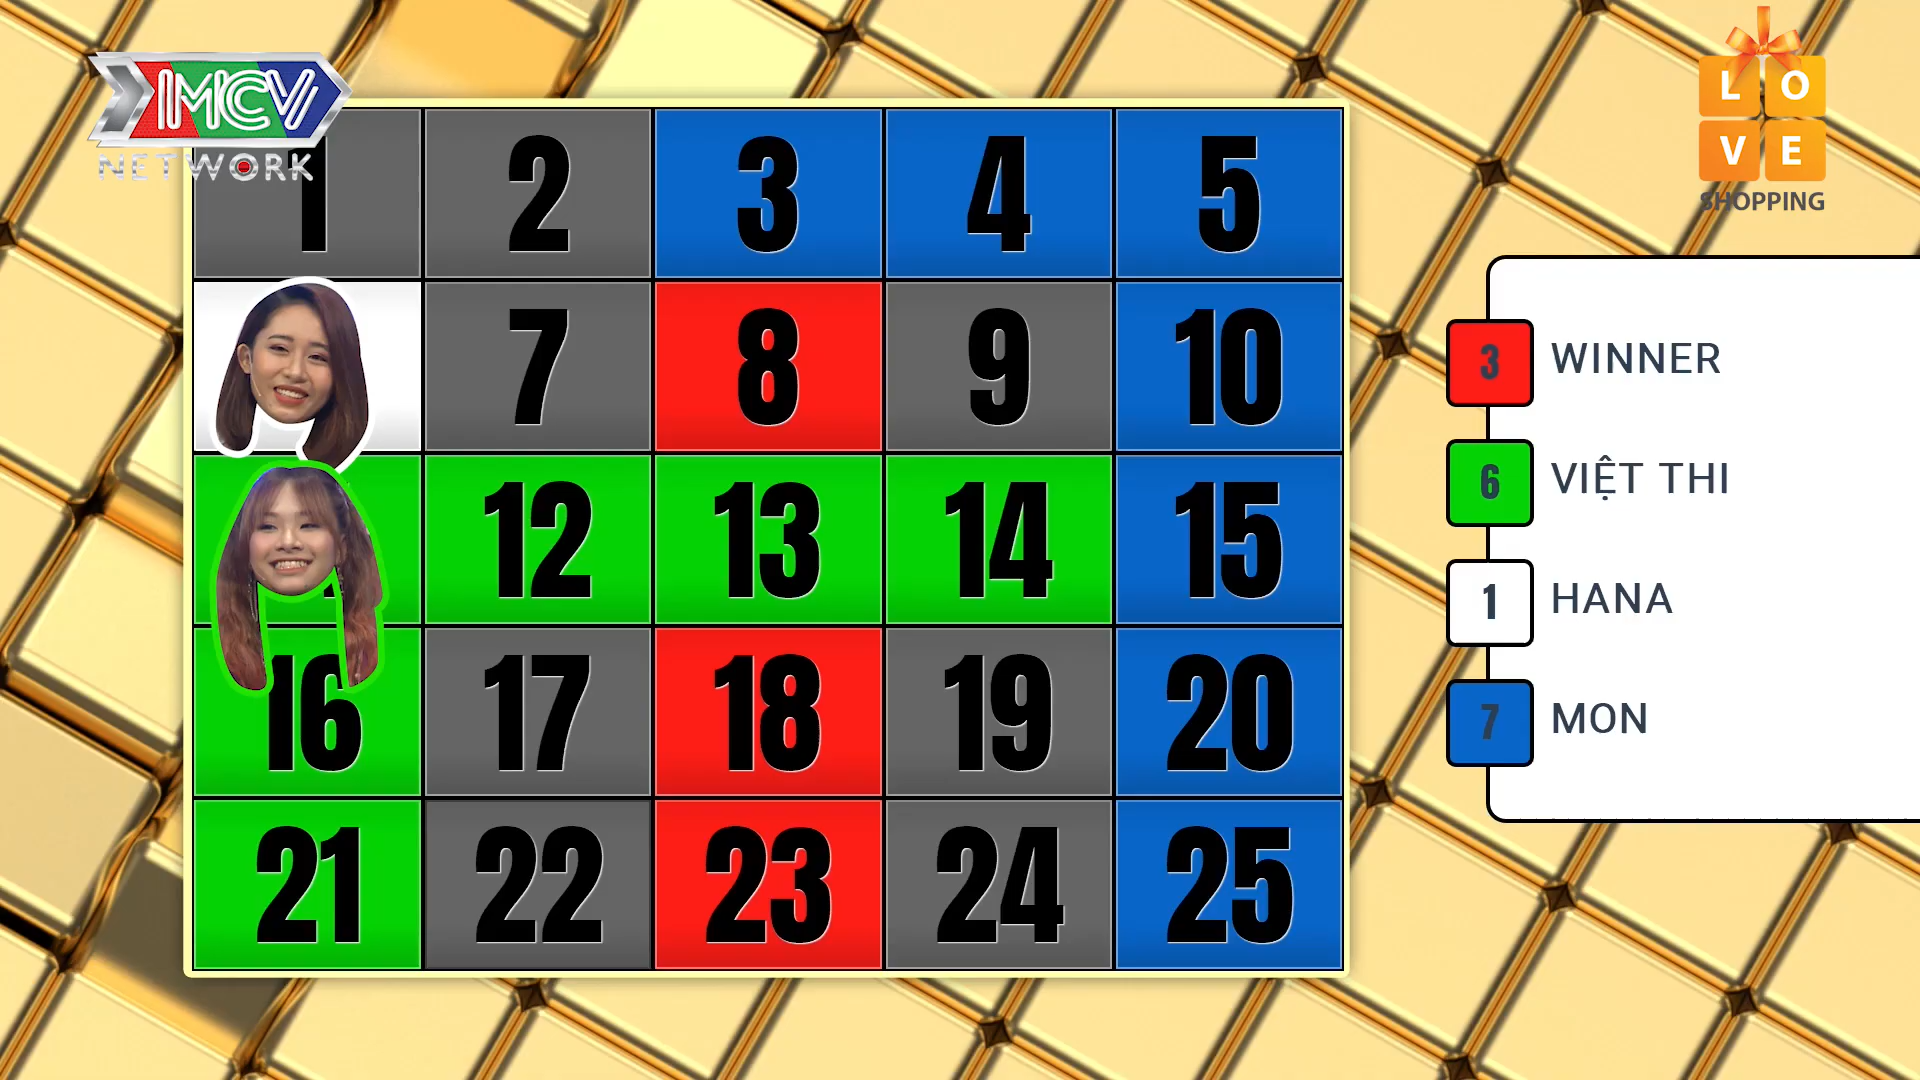 MCV
NETWORK
L O
V E
SHOPPING
1 2 3 4 5
7 8 9 10
12 13 14 15
16 17 18 19 20
21 22 23 24 25
3 WINNER
6 VIỆT THI
1 HANA
7 MON